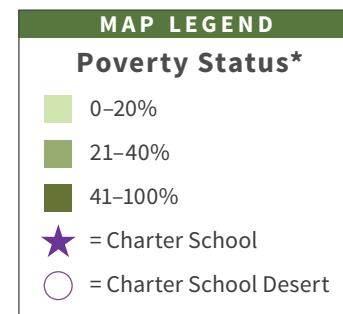 MAP LEGEND
Poverty Status*
0–20%
21–40%
41–100%
= Charter School
= Charter School Desert